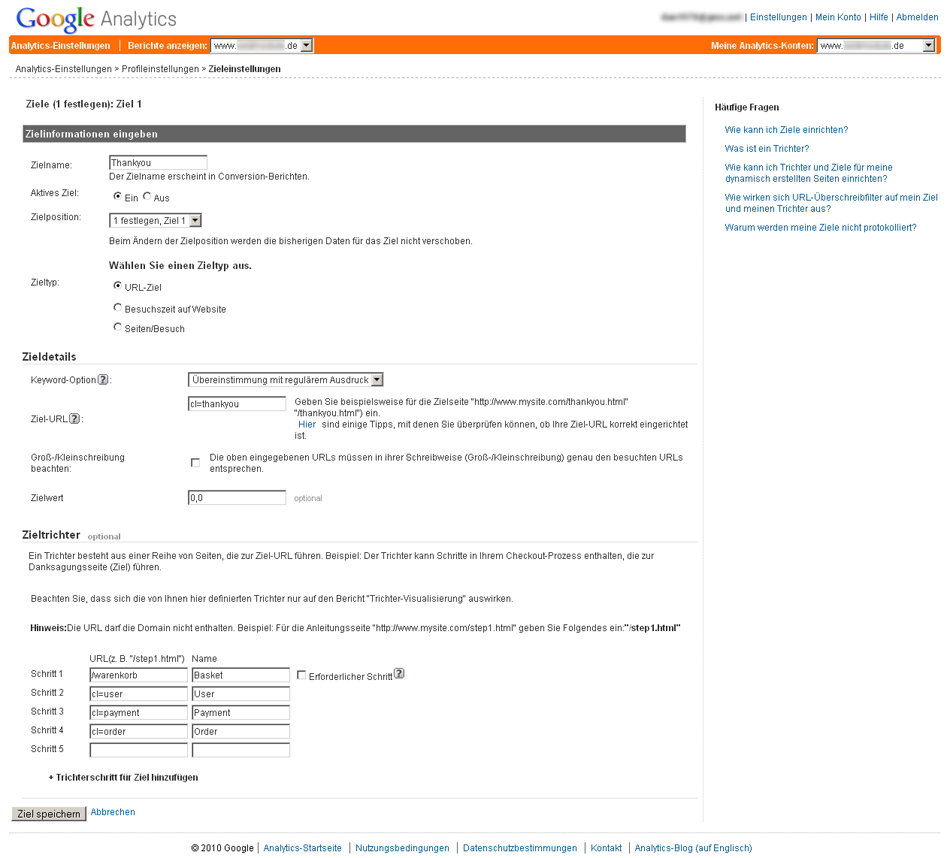 Google Analytics
| Einstellungen | Mein Konto | Hilfe | Abmelden
Analytics-Einstellungen | Berichte anzeigen: www. .de
Meine Analytics-Konten: www. .de
Analytics-Einstellungen > Profileinstellungen > Zieleinstellungen
Ziele (1 festlegen): Ziel 1
Zielinformationen eingeben
Zielname: Thankyou
Der Zielname erscheint in Conversion-Berichten.
Aktives Ziel: Ein Aus
Zielposition: 1 festlegen, Ziel 1
Beim Ändern der Zielposition werden die bisherigen Daten für das Ziel nicht verschoben.
Wählen Sie einen Zieltyp aus.
Zieltyp: URL-Ziel
Besuchszeit auf Website
Seiten/Besuch
Zieldetails
Keyword-Option ?: Übereinstimmung mit regulärem Ausdruck
Ziel-URL ?: cl=thankyou
Geben Sie beispielsweise für die Zielseite "http://www.mysite.com/thankyou.html"
"/thankyou.html") ein.
Hier sind einige Tipps, mit denen Sie überprüfen können, ob Ihre Ziel-URL korrekt eingerichtet
ist.
Groß-/Kleinschreibung
beachten:
Die oben eingegebenen URLs müssen in ihrer Schreibweise (Groß-/Kleinschreibung) genau den besuchten URLs
entsprechen.
Zielwert 0,0 optional
Zieltrichter optional
Ein Trichter besteht aus einer Reihe von Seiten, die zur Ziel-URL führen. Beispiel: Der Trichter kann Schritte in Ihrem Checkout-Prozess enthalten, die zur
Danksagungsseite (Ziel) führen.
Beachten Sie, dass sich die von Ihnen hier definierten Trichter nur auf den Bericht "Trichter-Visualisierung" auswirken.
Hinweis:Die URL darf die Domain nicht enthalten. Beispiel: Für die Anleitungsseite "http://www.mysite.com/step1.html" geben Sie Folgendes ein:"/step1.html"
URL(z. B. "/step1.html") Name
Schritt 1 /warenkorb Basket Erforderlicher Schritt ?
Schritt 2 cl=user User
Schritt 3 cl=payment Payment
Schritt 4 cl=order Order
Schritt 5
+ Trichterschritt für Ziel hinzufügen
Ziel speichern Abbrechen
Häufige Fragen
Wie kann ich Ziele einrichten?
Was ist ein Trichter?
Wie kann ich Trichter und Ziele für meine
dynamisch erstellten Seiten einrichten?
Wie wirken sich URL-Überschreibfilter auf mein Ziel
und meinen Trichter aus?
Warum werden meine Ziele nicht protokolliert?
© 2010 Google | Analytics-Startseite | Nutzungsbedingungen | Datenschutzbestimmungen | Kontakt | Analytics-Blog (auf Englisch)